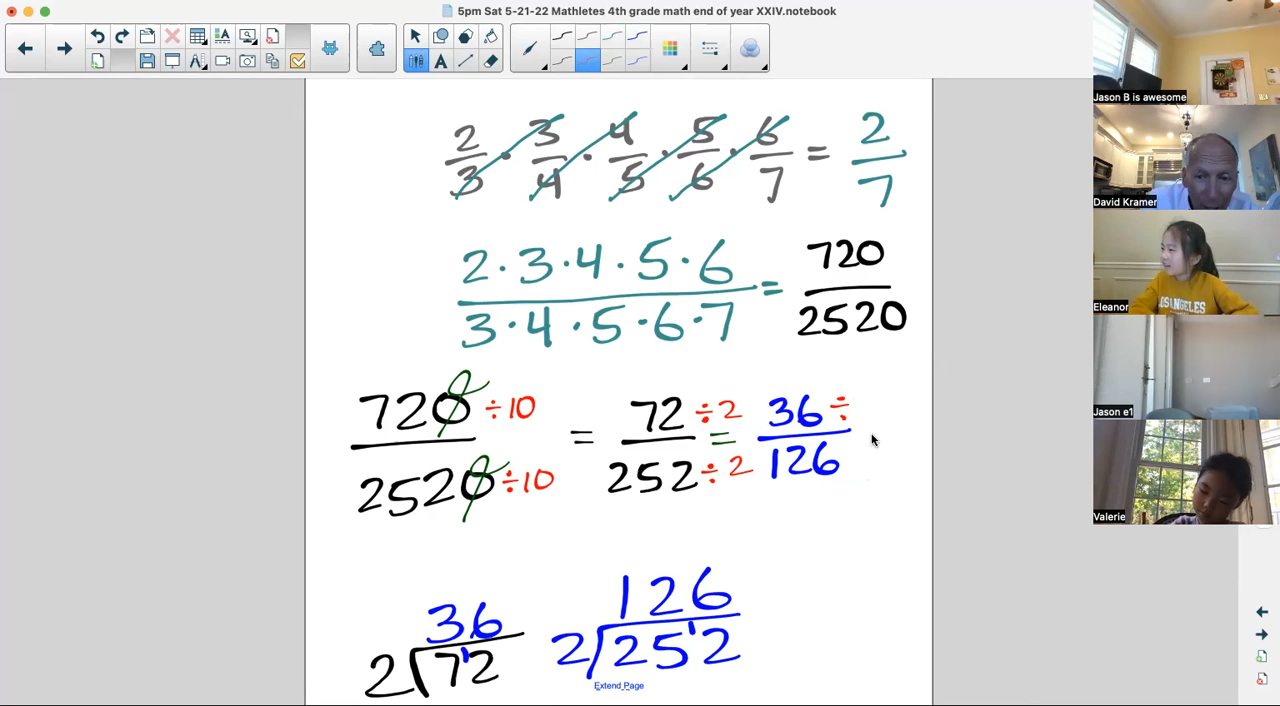 5pm Sat 5-21-22 Mathletes 4th grade math end of year XXIV.notebook
A
A
Jason B is awesome
David Kramer
Eleanor
LOS ANGELES
Jason e1
Valerie
2/3 · 3/4 · 4/5 · 5/6 · 6/7 = 2/7
2·3·4·5·6
3·4·5·6·7
= 720/2520
720 ÷10 = 72 ÷2 = 36 ÷
2520 ÷10 252 ÷2 126
36 126
2 72 2 252
Extend Page